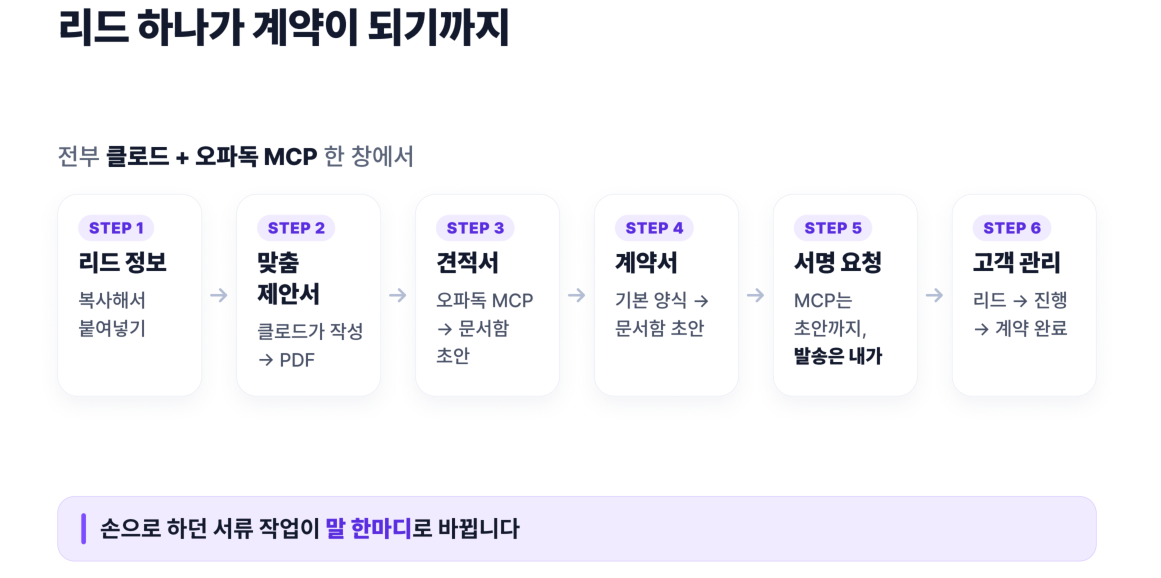 리드 하나가 계약이 되기까지
전부 클로드 + 오파독 MCP 한 창에서
STEP 1
리드 정보
복사해서
붙여넣기
→
STEP 2
맞춤
제안서
클로드가 작성
→ PDF
→
STEP 3
견적서
오파독 MCP
→ 문서함
초안
→
STEP 4
계약서
기본 양식 →
문서함 초안
→
STEP 5
서명 요청
MCP는
초안까지,
발송은 내가
→
STEP 6
고객 관리
리드 → 진행
→ 계약 완료
손으로 하던 서류 작업이 말 한마디로 바뀝니다